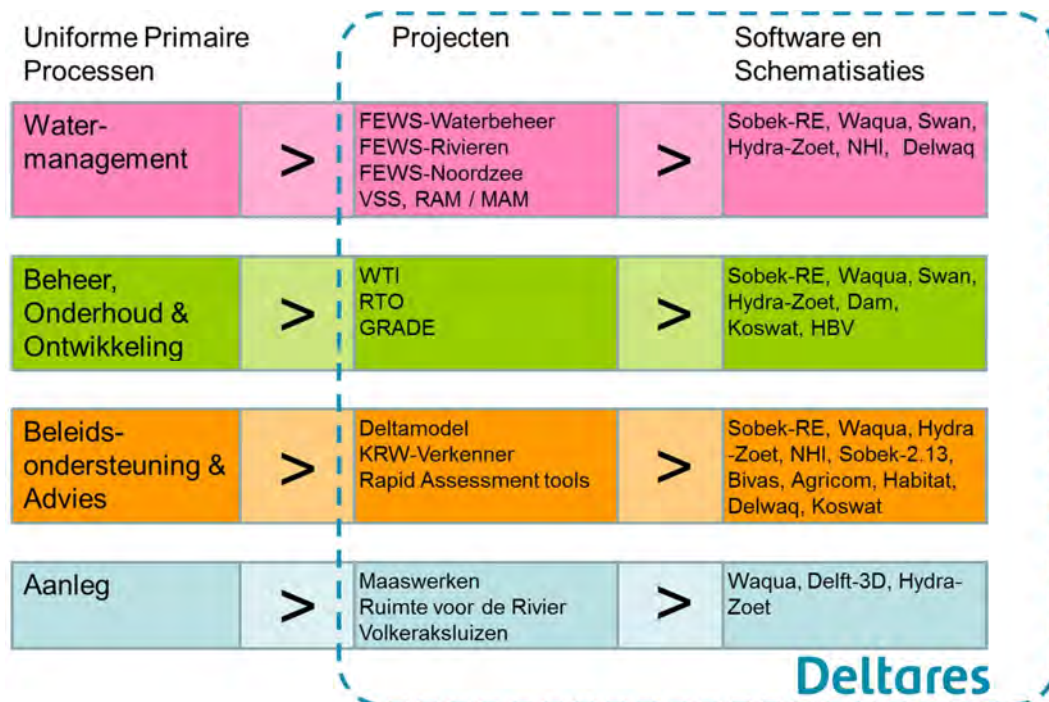 Uniforme Primaire
Processen
Projecten
Software en
Schematisaties
Water-
management
>
FEWS-Waterbeheer
FEWS-Rivieren
FEWS-Noordzee
VSS, RAM / MAM
>
Sobek-RE, Waqua, Swan,
Hydra-Zoet, NHI, Delwaq
Beheer,
Onderhoud &
Ontwikkeling
>
WTI
RTO
GRADE
>
Sobek-RE, Waqua, Swan,
Hydra-Zoet, Dam,
Koswat, HBV
Beleids-
ondersteuning &
Advies
>
Deltamodel
KRW-Verkenner
Rapid Assessment tools
>
Sobek-RE, Waqua, Hydra
-Zoet, NHI, Sobek-2.13,
Bivas, Agricom, Habitat,
Delwaq, Koswat
Aanleg
>
Maaswerken
Ruimte voor de Rivier
Volkeraksluizen
>
Waqua, Delft-3D, Hydra-
Zoet
Deltares